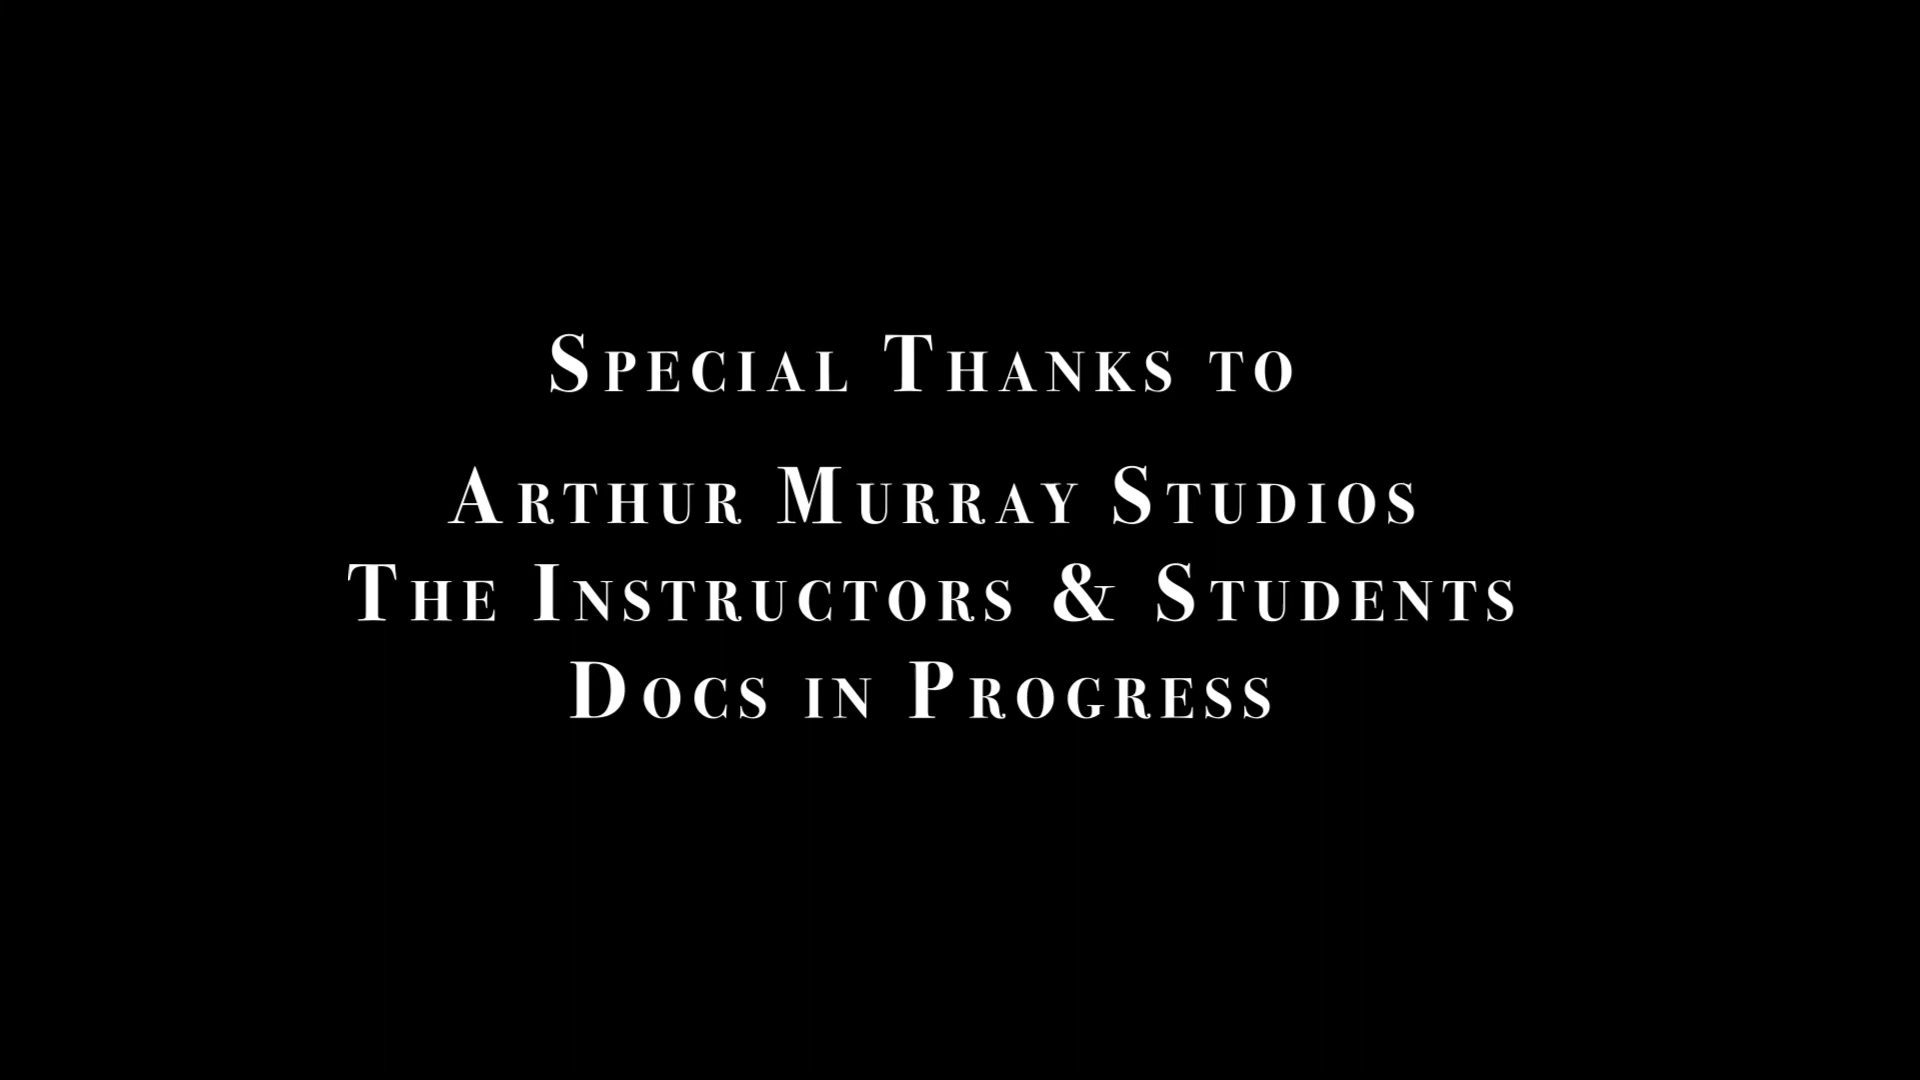 Special Thanks to
Arthur Murray Studios
The Instructors & Students
Docs in Progress